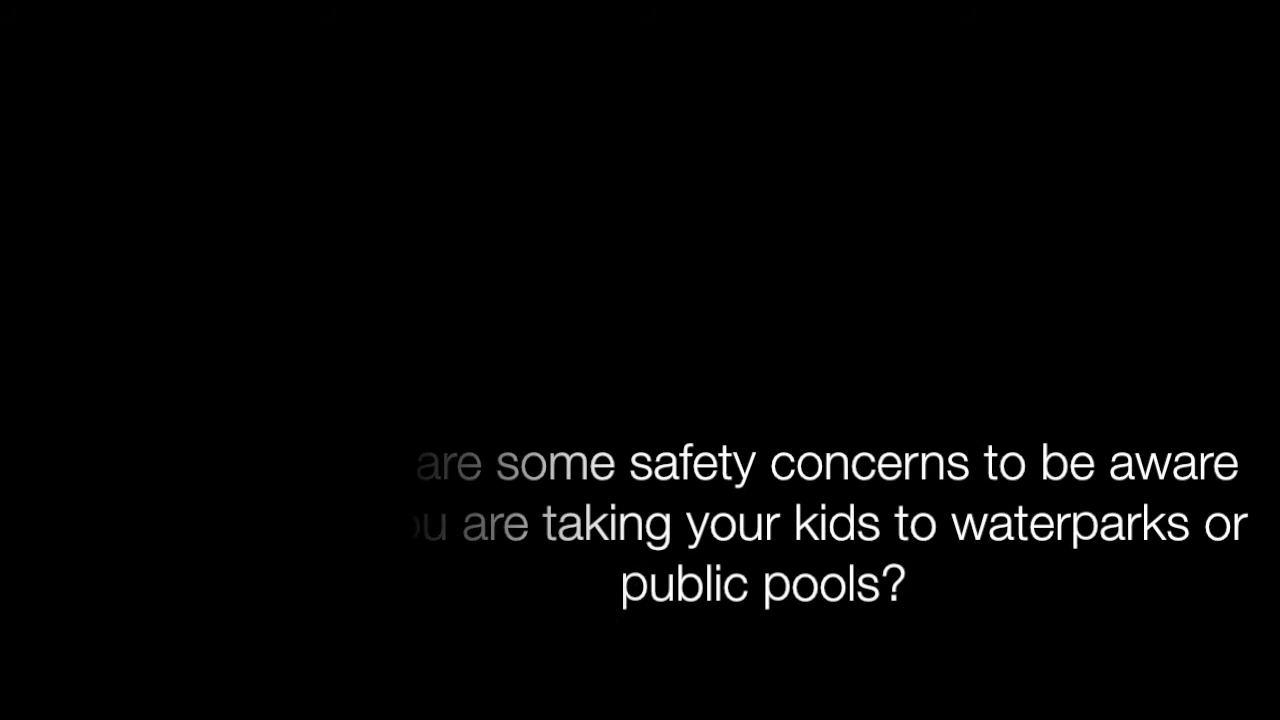 are some safety concerns to be aware
are taking your kids to waterparks or
public pools?